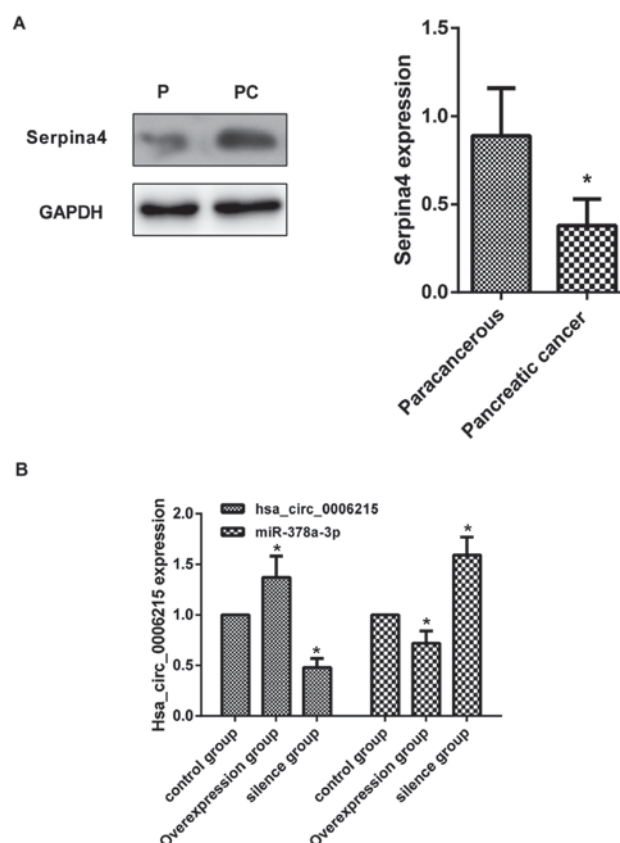 A
P PC
Serpina4
GAPDH
Serpina4 expression
1.5
1.0
0.5
0.0
*
Paracancerous
Pancreatic cancer
B
Hsa_circ_0006215 expression
2.0
1.5
1.0
0.5
0.0
hsa_circ_0006215
miR-378a-3p
* * * *
control group
Overexpression group
silence group
control group
Overexpression group
silence group